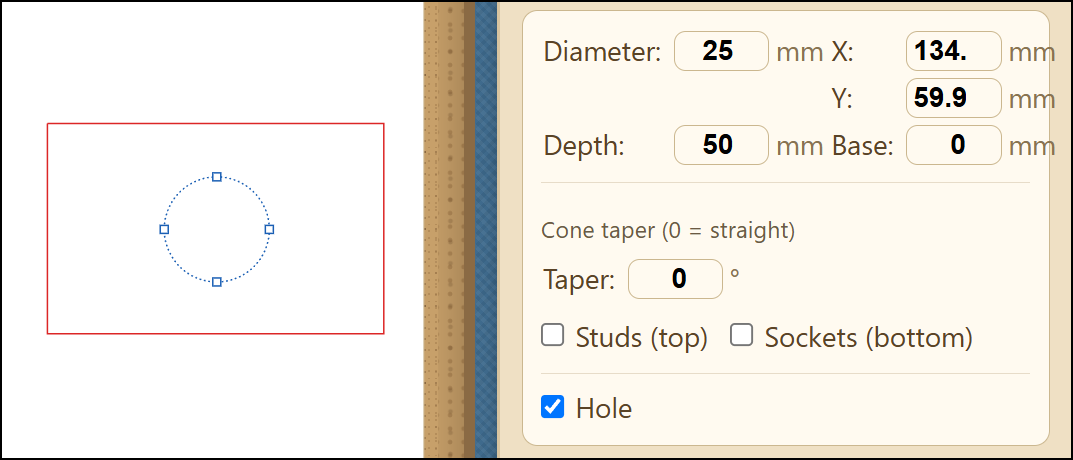 Diameter: 25 mm X: 134. mm
Y: 59.9 mm
Depth: 50 mm Base: 0 mm
Cone taper (0 = straight)
Taper: 0 °
Studs (top) Sockets (bottom)
Hole